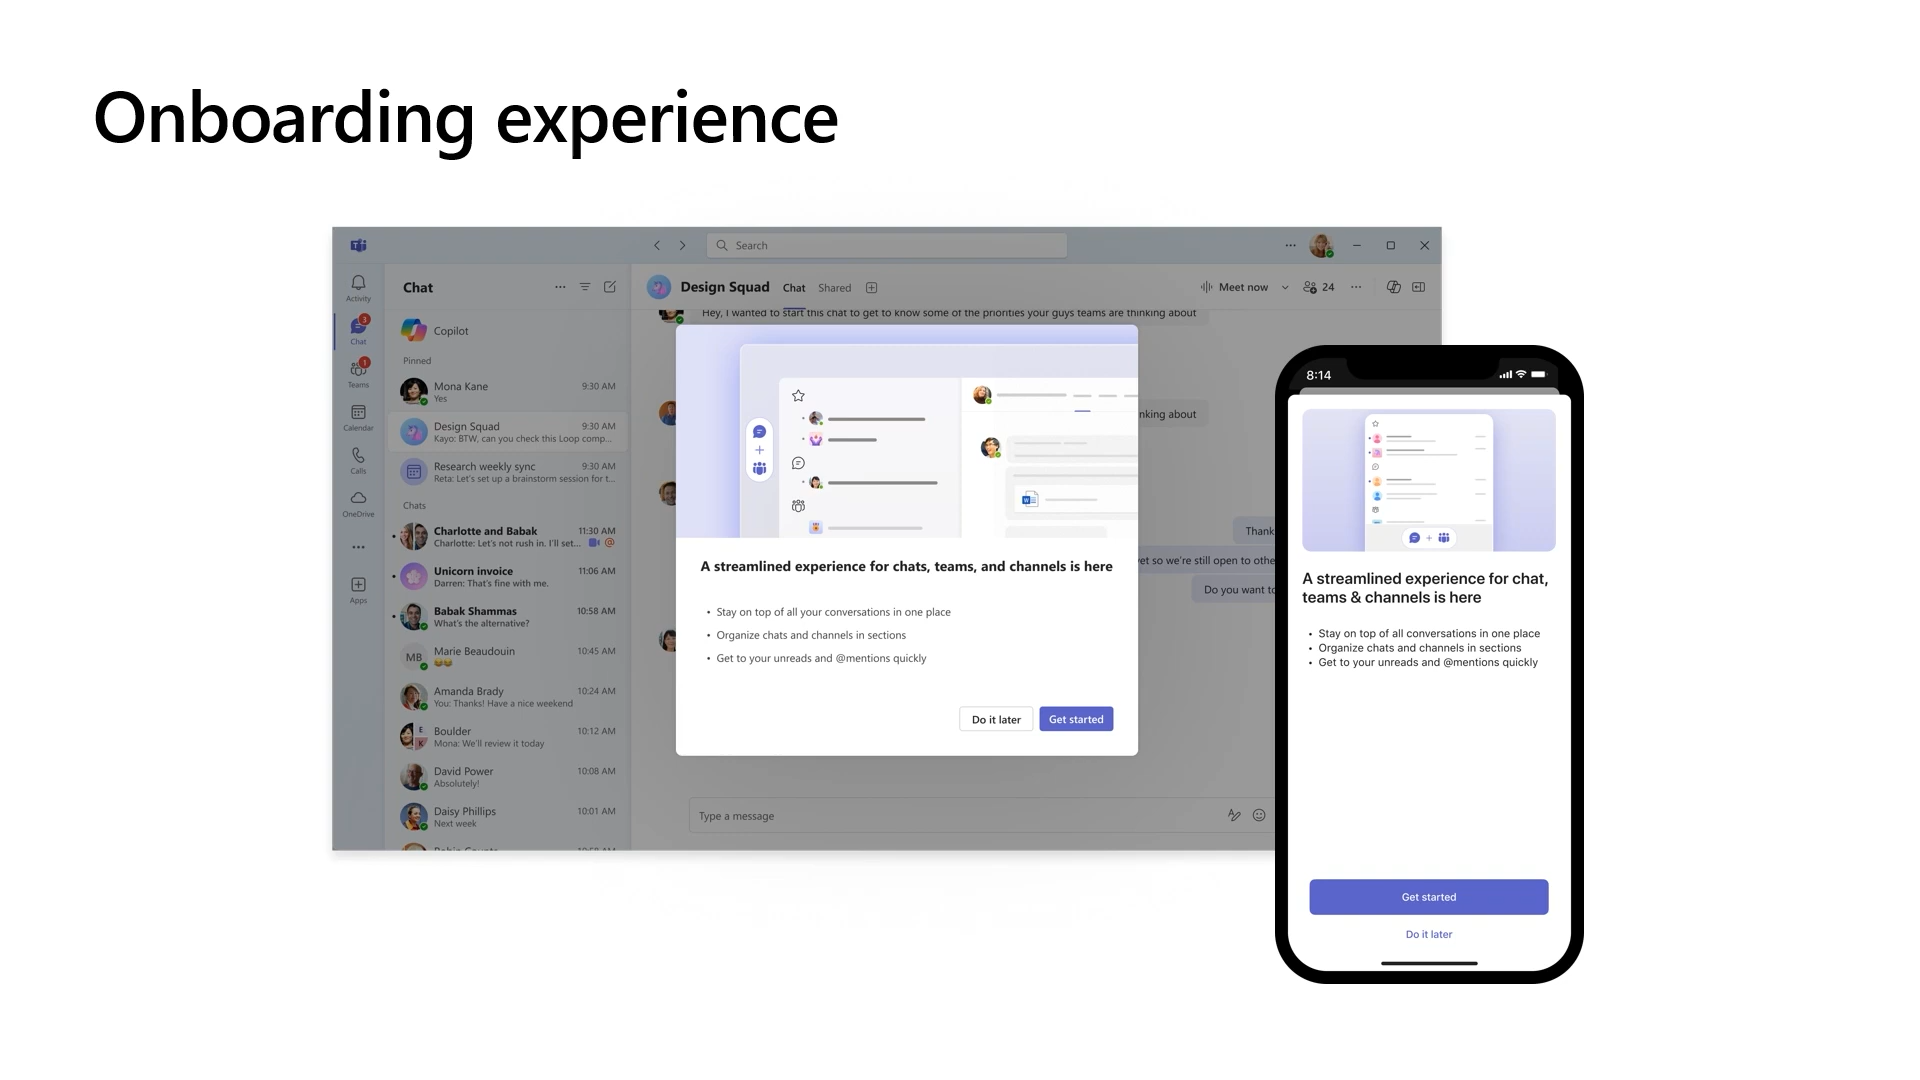 Onboarding experience
Search
Activity
Chat
Teams
Calendar
Calls
OneDrive
Apps
3
1
Chat
Copilot
Pinned
Mona Kane 9:30 AM
Yes
Design Squad 9:30 AM
Kayo: BTW, can you check this Loop comp...
Research weekly sync 9:30 AM
Reta: Let's set up a brainstorm session for t...
Chats
Charlotte and Babak 11:30 AM
Charlotte: Let's not rush in. I'll set...
Unicorn invoice 11:06 AM
Darren: That's fine with me.
Babak Shammas 10:58 AM
What's the alternative?
MB
Marie Beaudouin 10:45 AM
Amanda Brady 10:24 AM
You: Thanks! Have a nice weekend
E
K
Boulder 10:12 AM
Mona: We'll review it today
David Power 10:08 AM
Absolutely!
Daisy Phillips 10:01 AM
Next week
Design Squad Chat Shared
Meet now 24
Hey, I wanted to start this chat to get to know some of the priorities your guys teams are thinking about
nking about
Thank
yet so we're still open to othe
Do you want to
Type a message
A streamlined experience for chats, teams, and channels is here
• Stay on top of all your conversations in one place
• Organize chats and channels in sections
• Get to your unreads and @mentions quickly
Do it later Get started
8:14
A streamlined experience for chat,
teams & channels is here
• Stay on top of all conversations in one place
• Organize chats and channels in sections
• Get to your unreads and @mentions quickly
Get started
Do it later